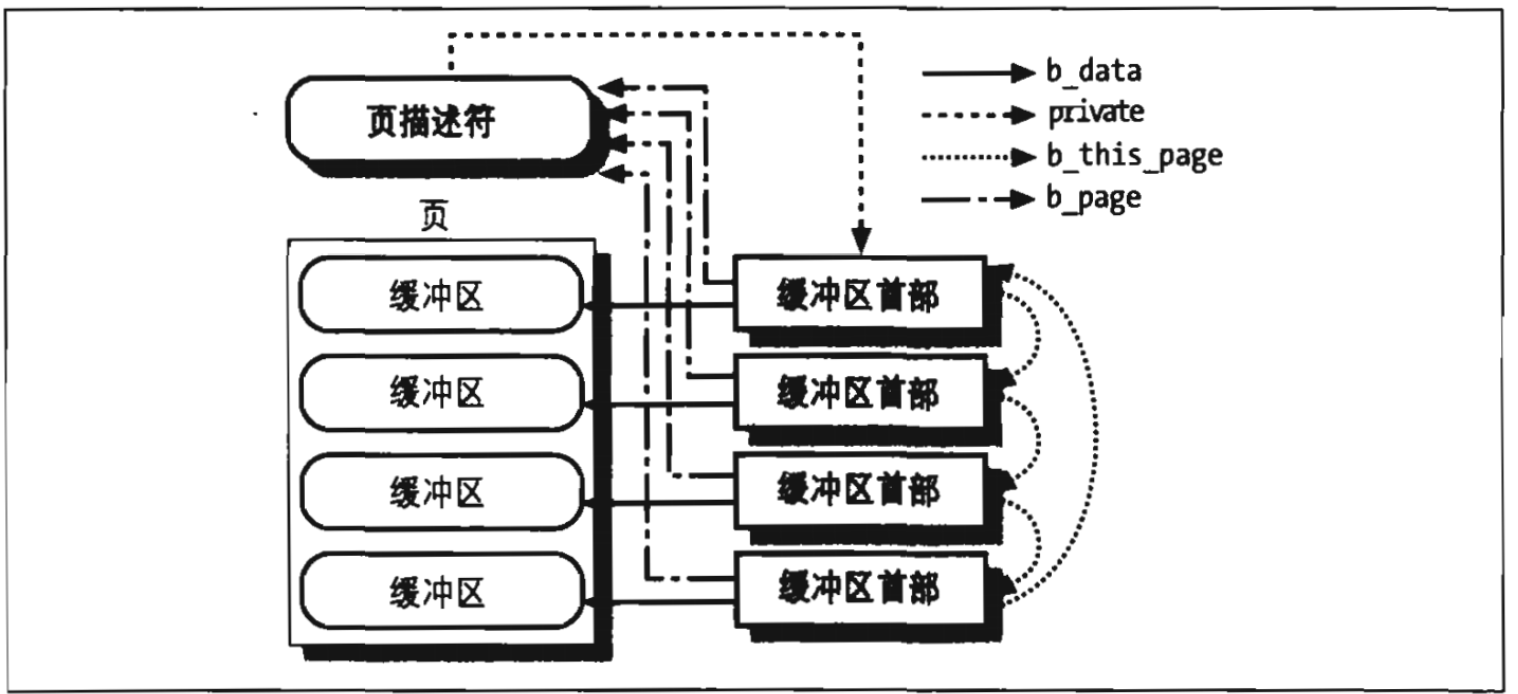 页描述符
b_data
private
b_this_page
b_page
页
缓冲区
缓冲区首部
缓冲区
缓冲区首部
缓冲区
缓冲区首部
缓冲区
缓冲区首部